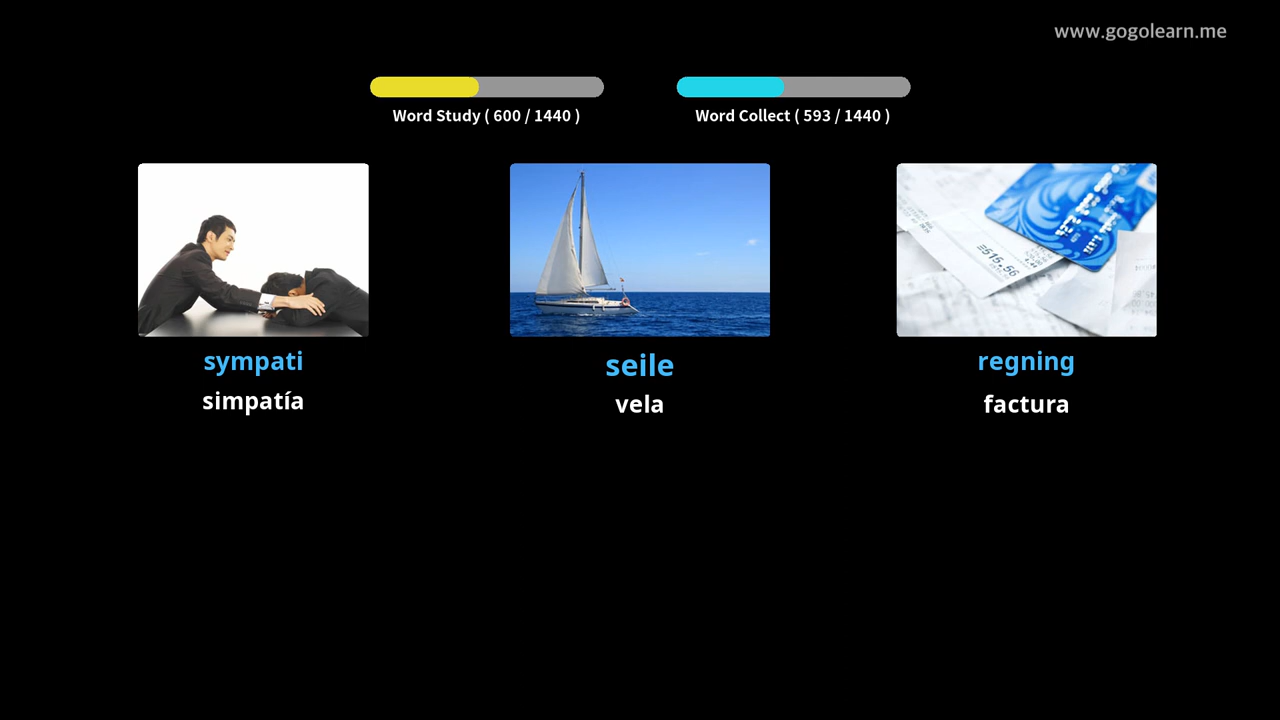 www.gogolearn.me
Word Study ( 600 / 1440 )
Word Collect ( 593 / 1440 )
sympati
simpatía
seile
vela
regning
factura